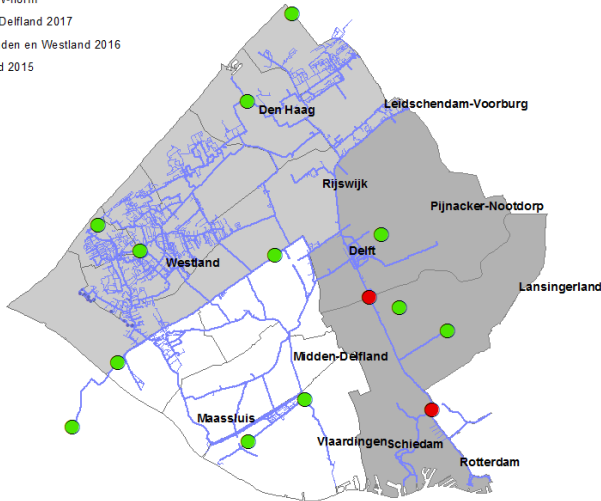 Delfland 2017
den en Westland 2016
d 2015
Den Haag
Leidschendam-Voorburg
Rijswijk
Pijnacker-Nootdorp
Delft
Westland
Lansingerland
Midden-Delfland
Maassluis
Vlaardingen
Schiedam
Rotterdam